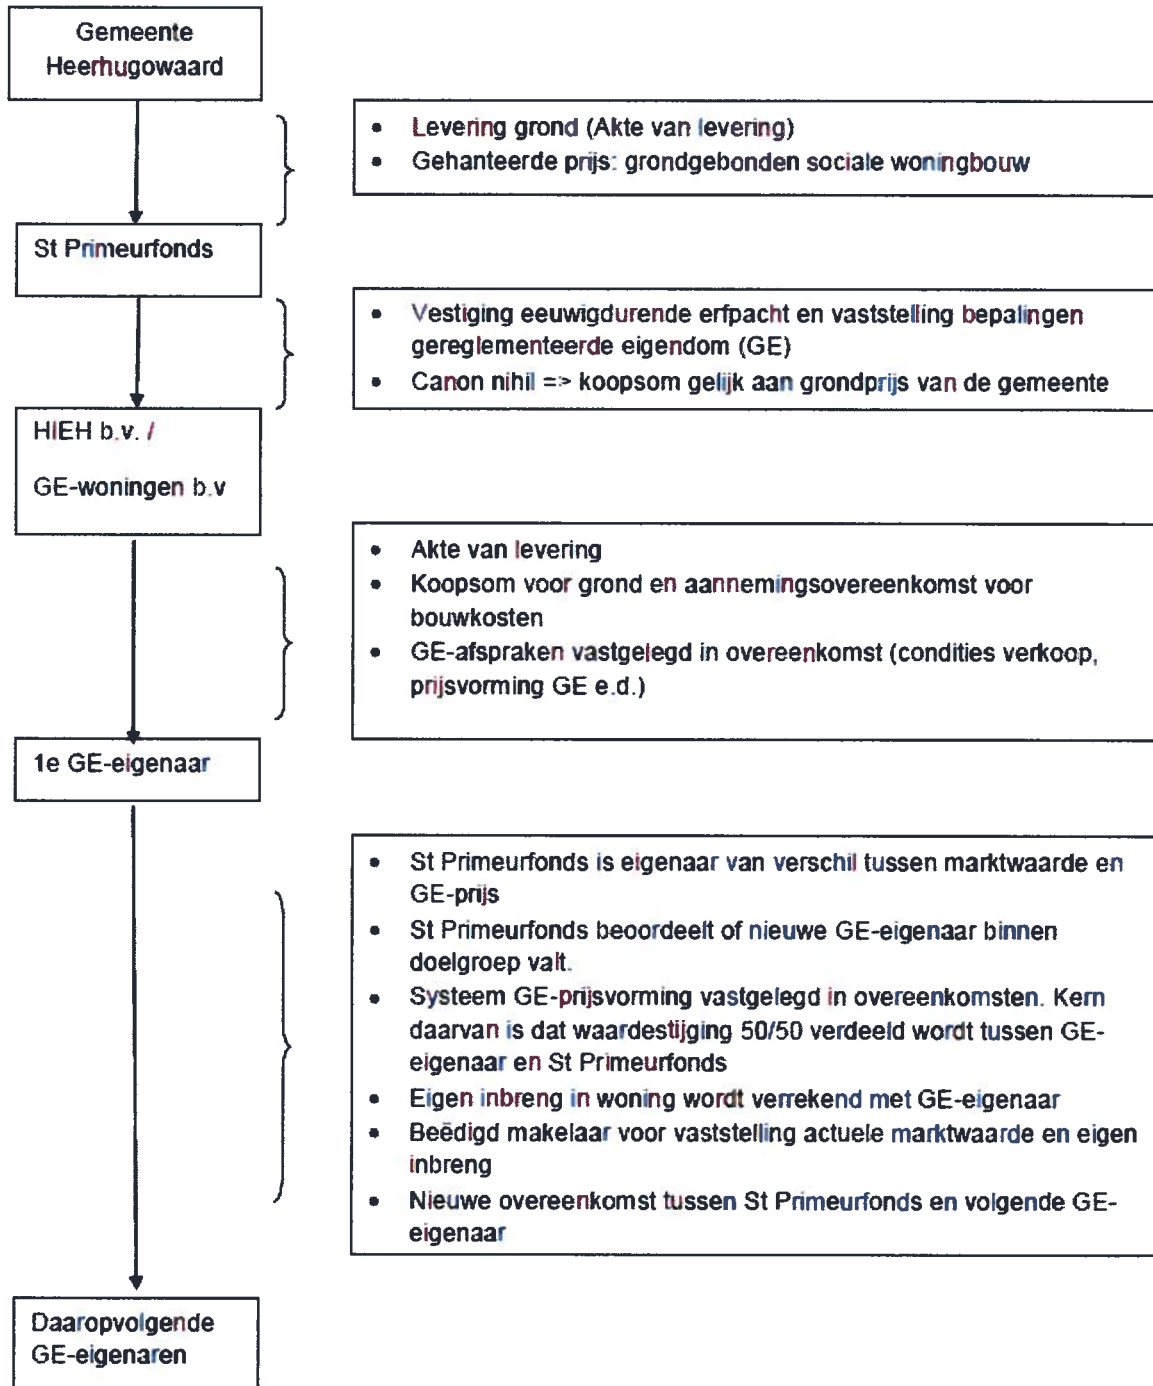 Gemeente
Heerhugowaard
• Levering grond (Akte van levering)
• Gehanteerde prijs: grondgebonden sociale woningbouw
St Primeurfonds
• Vestiging eeuwigdurende erfpacht en vaststelling bepalingen
gereglementeerde eigendom (GE)
• Canon nihil => koopsom gelijk aan grondprijs van de gemeente
HIEH b.v. /
GE-woningen b.v
• Akte van levering
• Koopsom voor grond en aannemingsovereenkomst voor
bouwkosten
• GE-afspraken vastgelegd in overeenkomst (condities verkoop,
prijsvorming GE e.d.)
1e GE-eigenaar
• St Primeurfonds is eigenaar van verschil tussen marktwaarde en
GE-prijs
• St Primeurfonds beoordeelt of nieuwe GE-eigenaar binnen
doelgroep valt.
• Systeem GE-prijsvorming vastgelegd in overeenkomsten. Kern
daarvan is dat waardestijging 50/50 verdeeld wordt tussen GE-
eigenaar en St Primeurfonds
• Eigen inbreng in woning wordt verrekend met GE-eigenaar
• Beëdigd makelaar voor vaststelling actuele marktwaarde en eigen
inbreng
• Nieuwe overeenkomst tussen St Primeurfonds en volgende GE-
eigenaar
Daaropvolgende
GE-eigenaren